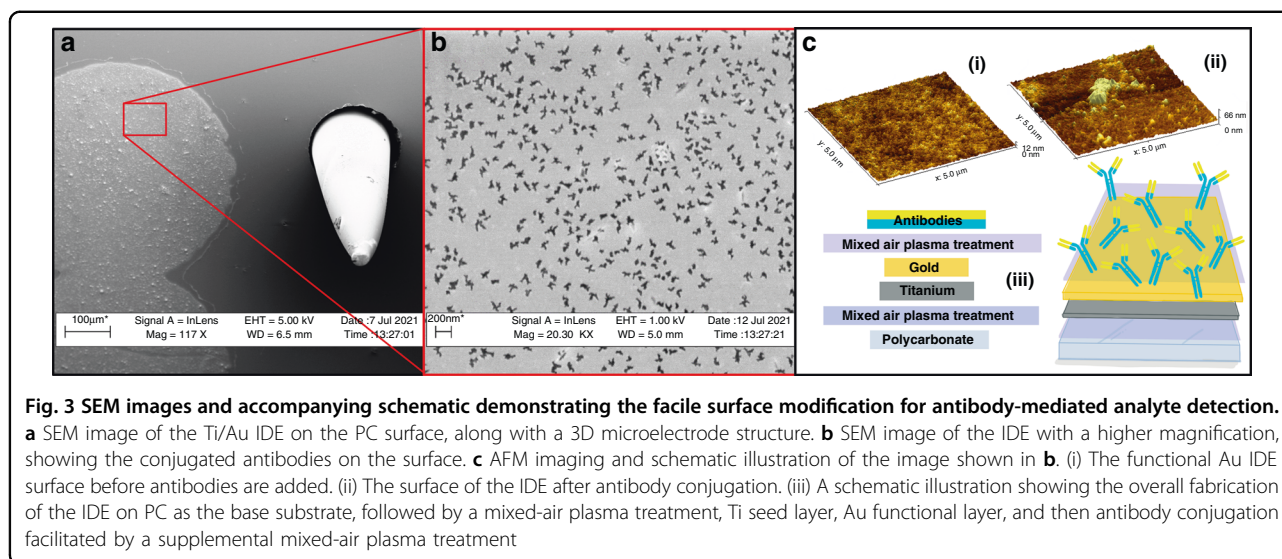 a
100µm*
Signal A = InLens
Mag = 117 X
EHT = 5.00 kV
WD = 6.5 mm
Date :7 Jul 2021
Time :13:27:01
b
200nm*
Signal A = InLens
Mag = 20.30 KX
EHT = 1.00 kV
WD = 5.0 mm
Date :12 Jul 2021
Time :13:27:21
c
(i)
y: 5.0 µm
x: 5.0 µm
12 nm
0 nm
(ii)
y: 5.0 µm
x: 5.0 µm
66 nm
0 nm
Antibodies
Mixed air plasma treatment
Gold
Titanium
Mixed air plasma treatment
Polycarbonate
(iii)
Fig. 3 SEM images and accompanying schematic demonstrating the facile surface modification for antibody-mediated analyte detection.
a SEM image of the Ti/Au IDE on the PC surface, along with a 3D microelectrode structure. b SEM image of the IDE with a higher magnification,
showing the conjugated antibodies on the surface. c AFM imaging and schematic illustration of the image shown in b. (i) The functional Au IDE
surface before antibodies are added. (ii) The surface of the IDE after antibody conjugation. (iii) A schematic illustration showing the overall fabrication
of the IDE on PC as the base substrate, followed by a mixed-air plasma treatment, Ti seed layer, Au functional layer, and then antibody conjugation
facilitated by a supplemental mixed-air plasma treatment